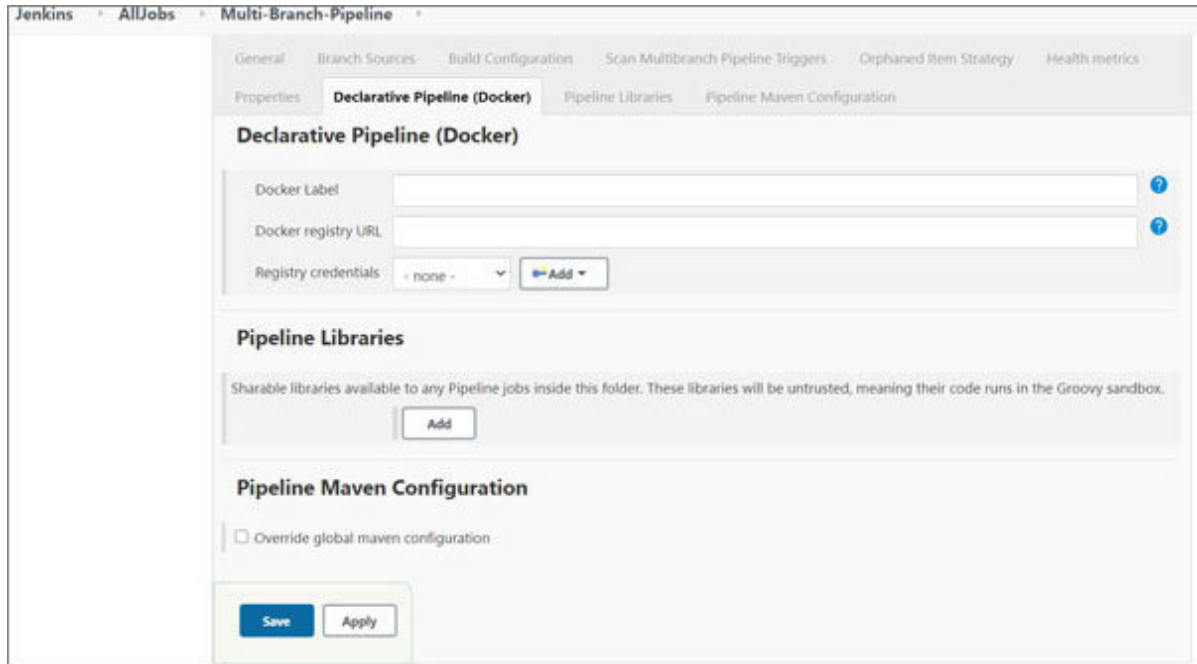 Jenkins AllJobs Multi-Branch-Pipeline
General Branch Sources Build Configuration Scan Multibranch Pipeline Triggers Orphaned Item Strategy Health metrics
Properties Declarative Pipeline (Docker) Pipeline Libraries Pipeline Maven Configuration
Declarative Pipeline (Docker)
Docker Label ?
Docker registry URL ?
Registry credentials - none - Add
Pipeline Libraries
Sharable libraries available to any Pipeline jobs inside this folder. These libraries will be untrusted, meaning their code runs in the Groovy sandbox.
Add
Pipeline Maven Configuration
Override global maven configuration
Save Apply